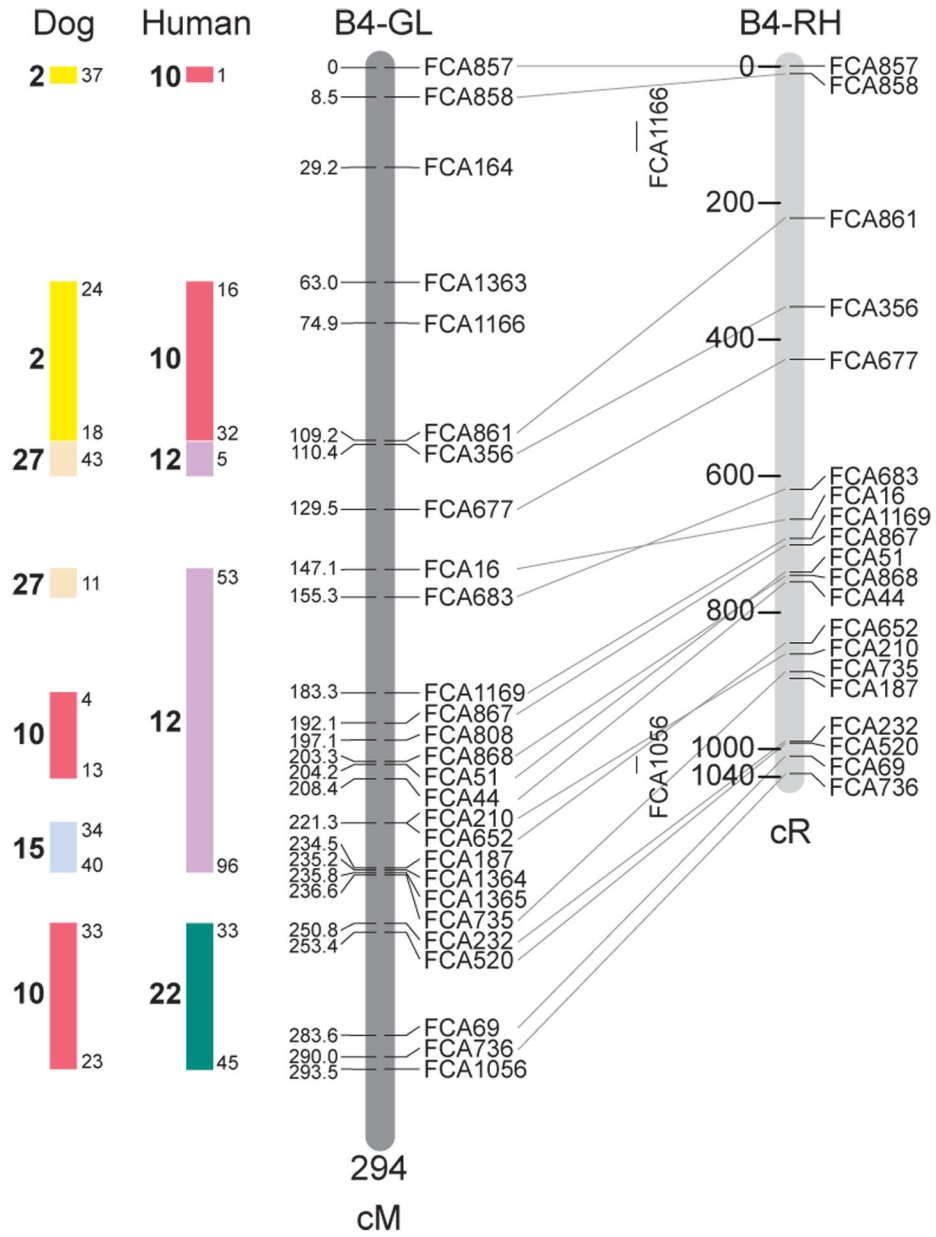 Dog Human B4-GL B4-RH
2 37 10 1
0 FCA857
8.5 FCA858
29.2 FCA164
63.0 FCA1363
74.9 FCA1166
109.2 FCA861
110.4 FCA356
129.5 FCA677
147.1 FCA16
155.3 FCA683
183.3 FCA1169
192.1 FCA867
197.1 FCA808
203.3 FCA868
204.2 FCA51
208.4 FCA44
221.3 FCA210
FCA652
234.5 FCA187
235.2 FCA1364
235.8 FCA1365
236.6 FCA735
250.8 FCA232
253.4 FCA520
283.6 FCA69
290.0 FCA736
293.5 FCA1056
294
cM
24 16
2 10
18 32
27 43 12 5
27 11 53
4
10 12
13
34
15
40 96
33 33
10 22
23 45
FCA1166
FCA1056
0 FCA857
FCA858
200 FCA861
FCA356
400 FCA677
600 FCA683
FCA16
FCA1169
FCA867
FCA51
FCA868
FCA44
800 FCA652
FCA210
FCA735
FCA187
FCA232
1000 FCA520
FCA69
1040 FCA736
cR